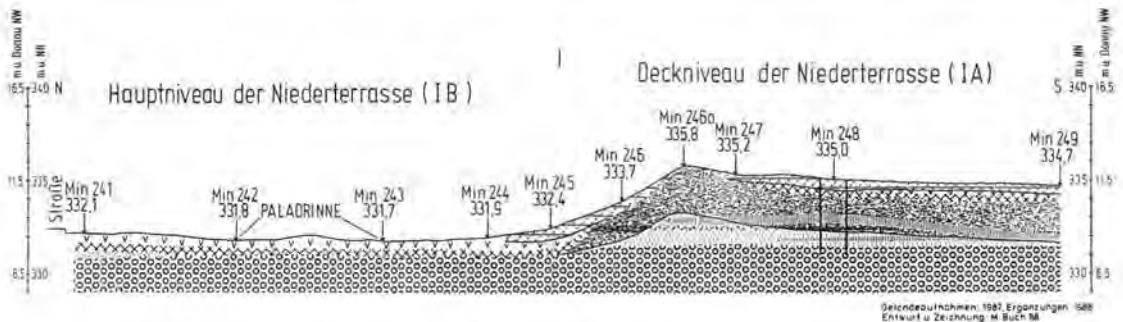 Hauptniveau der Niederterrasse (IB)
Deckniveau der Niederterrasse (IA)
m ü Donau NW
m ü NN
m ü NN
m ü Donau NW
16,5 340 N
S 340 16,5
11,5 335
335 11,5
6,5 330
330 6,5
Straße
Min 241
332,1
Min 242
331,8
PALÄORINNE
Min 243
331,7
Min 244
331,9
Min 245
332,4
Min 246
333,7
Min 246a
335,8
Min 247
335,2
Min 248
335,0
Min 249
334,7
Geländeaufnahmen: 1987, Ergänzungen 1988
Entwurf u Zeichnung: M Buch 88